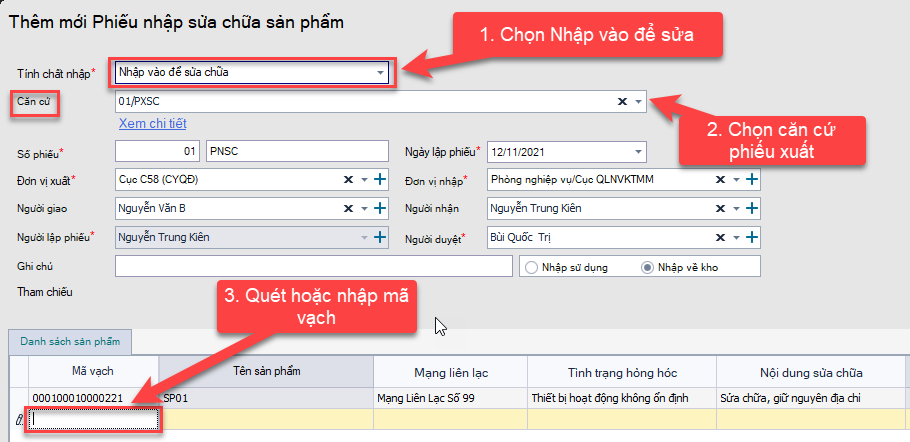 Thêm mới Phiếu nhập sửa chữa sản phẩm
1. Chọn Nhập vào để sửa
Tính chất nhập* Nhập vào để sửa chữa
Căn cứ 01/PXSC
Xem chi tiết
2. Chọn căn cứ
phiếu xuất
Số phiếu* 01 PNSC Ngày lập phiếu* 12/11/2021
Đơn vị xuất* Cục C58 (CYQĐ) Đơn vị nhập* Phòng nghiệp vụ/Cục QLNVKTMM
Người giao Nguyễn Văn B Người nhận Nguyễn Trung Kiên
Người lập phiếu* Nguyễn Trung Kiên Người duyệt* Bùi Quốc Trị
Ghi chú Nhập sử dụng Nhập về kho
Tham chiếu
3. Quét hoặc nhập mã
vạch
Danh sách sản phẩm
Mã vạch Tên sản phẩm Mạng liên lạc Tình trạng hỏng hóc Nội dung sửa chữa
000100010000221 SP01 Mạng Liên Lạc Số 99 Thiết bị hoạt động không ổn định Sửa chữa, giữ nguyên địa chỉ